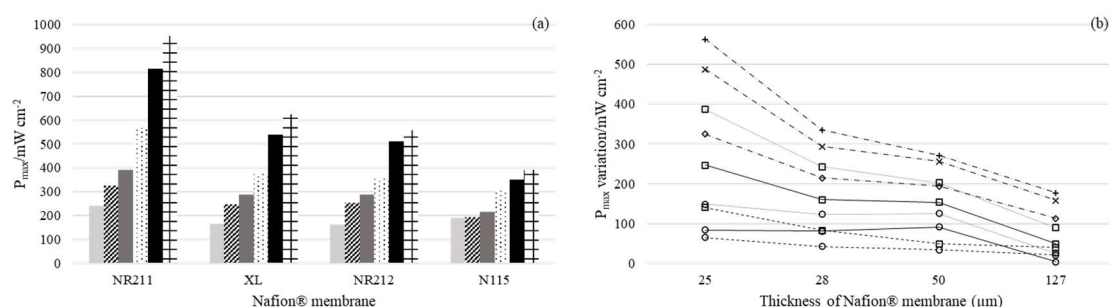 (a)
1000
900
800
700
600
500
400
300
200
100
0
Pmax/mW cm-2
NR211 XL NR212 N115
Nafion® membrane
(b)
600
500
400
300
200
100
0
Pmax variation/mW cm-2
25 28 50 127
Thickness of Nafion® membrane (μm)